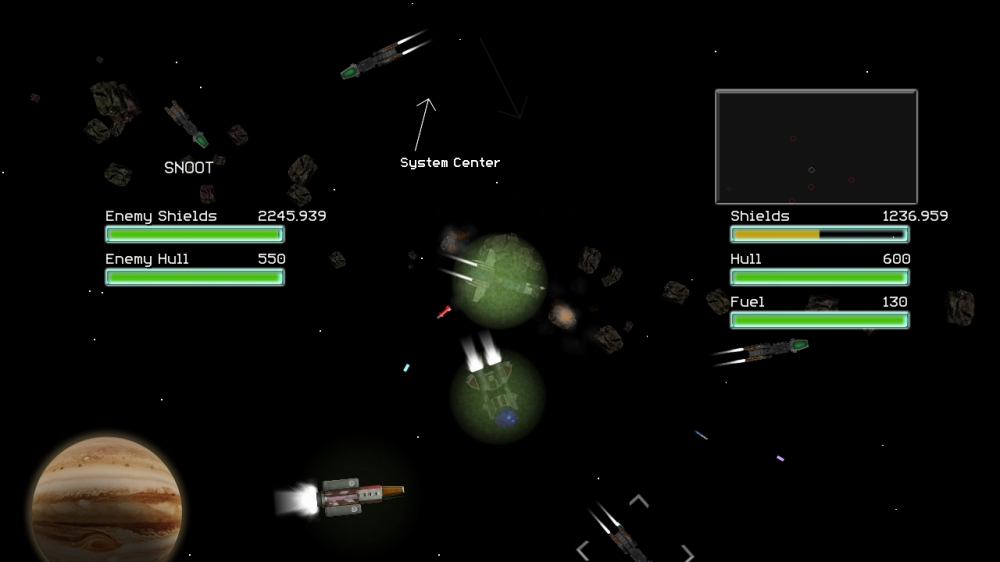 System Center
SNOOT
Enemy Shields 2245.939
Enemy Hull 550
Shields 1236.959
Hull 600
Fuel 130